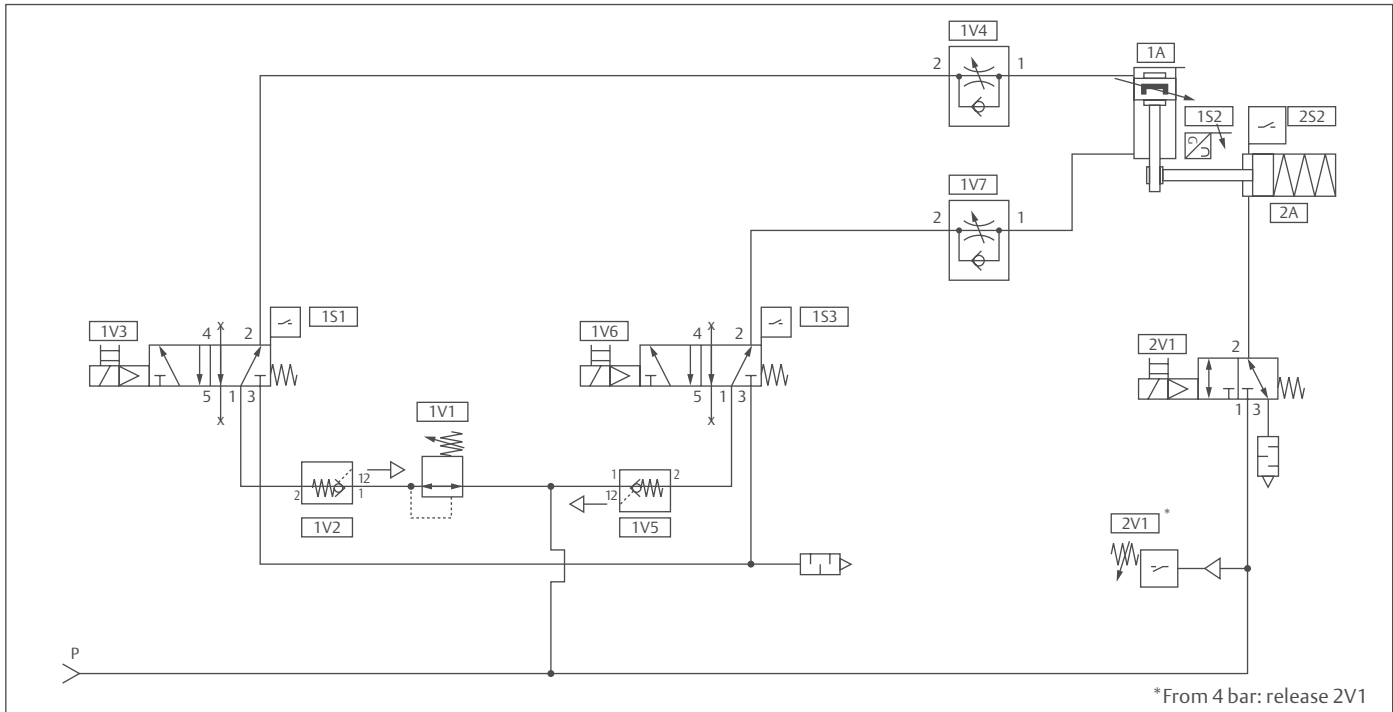 1V4
2 1
1A
1S2
2S2
G
U
1V7
2 1
2A
1V3
4 2
x
1S1
5 1 3
x
1V6
4 2
x
1S3
5 1 3
x
2V1
2
1 3
1V1
12
2 1
1V2
1 2
12
1V5
2V1 *
P
*From 4 bar: release 2V1